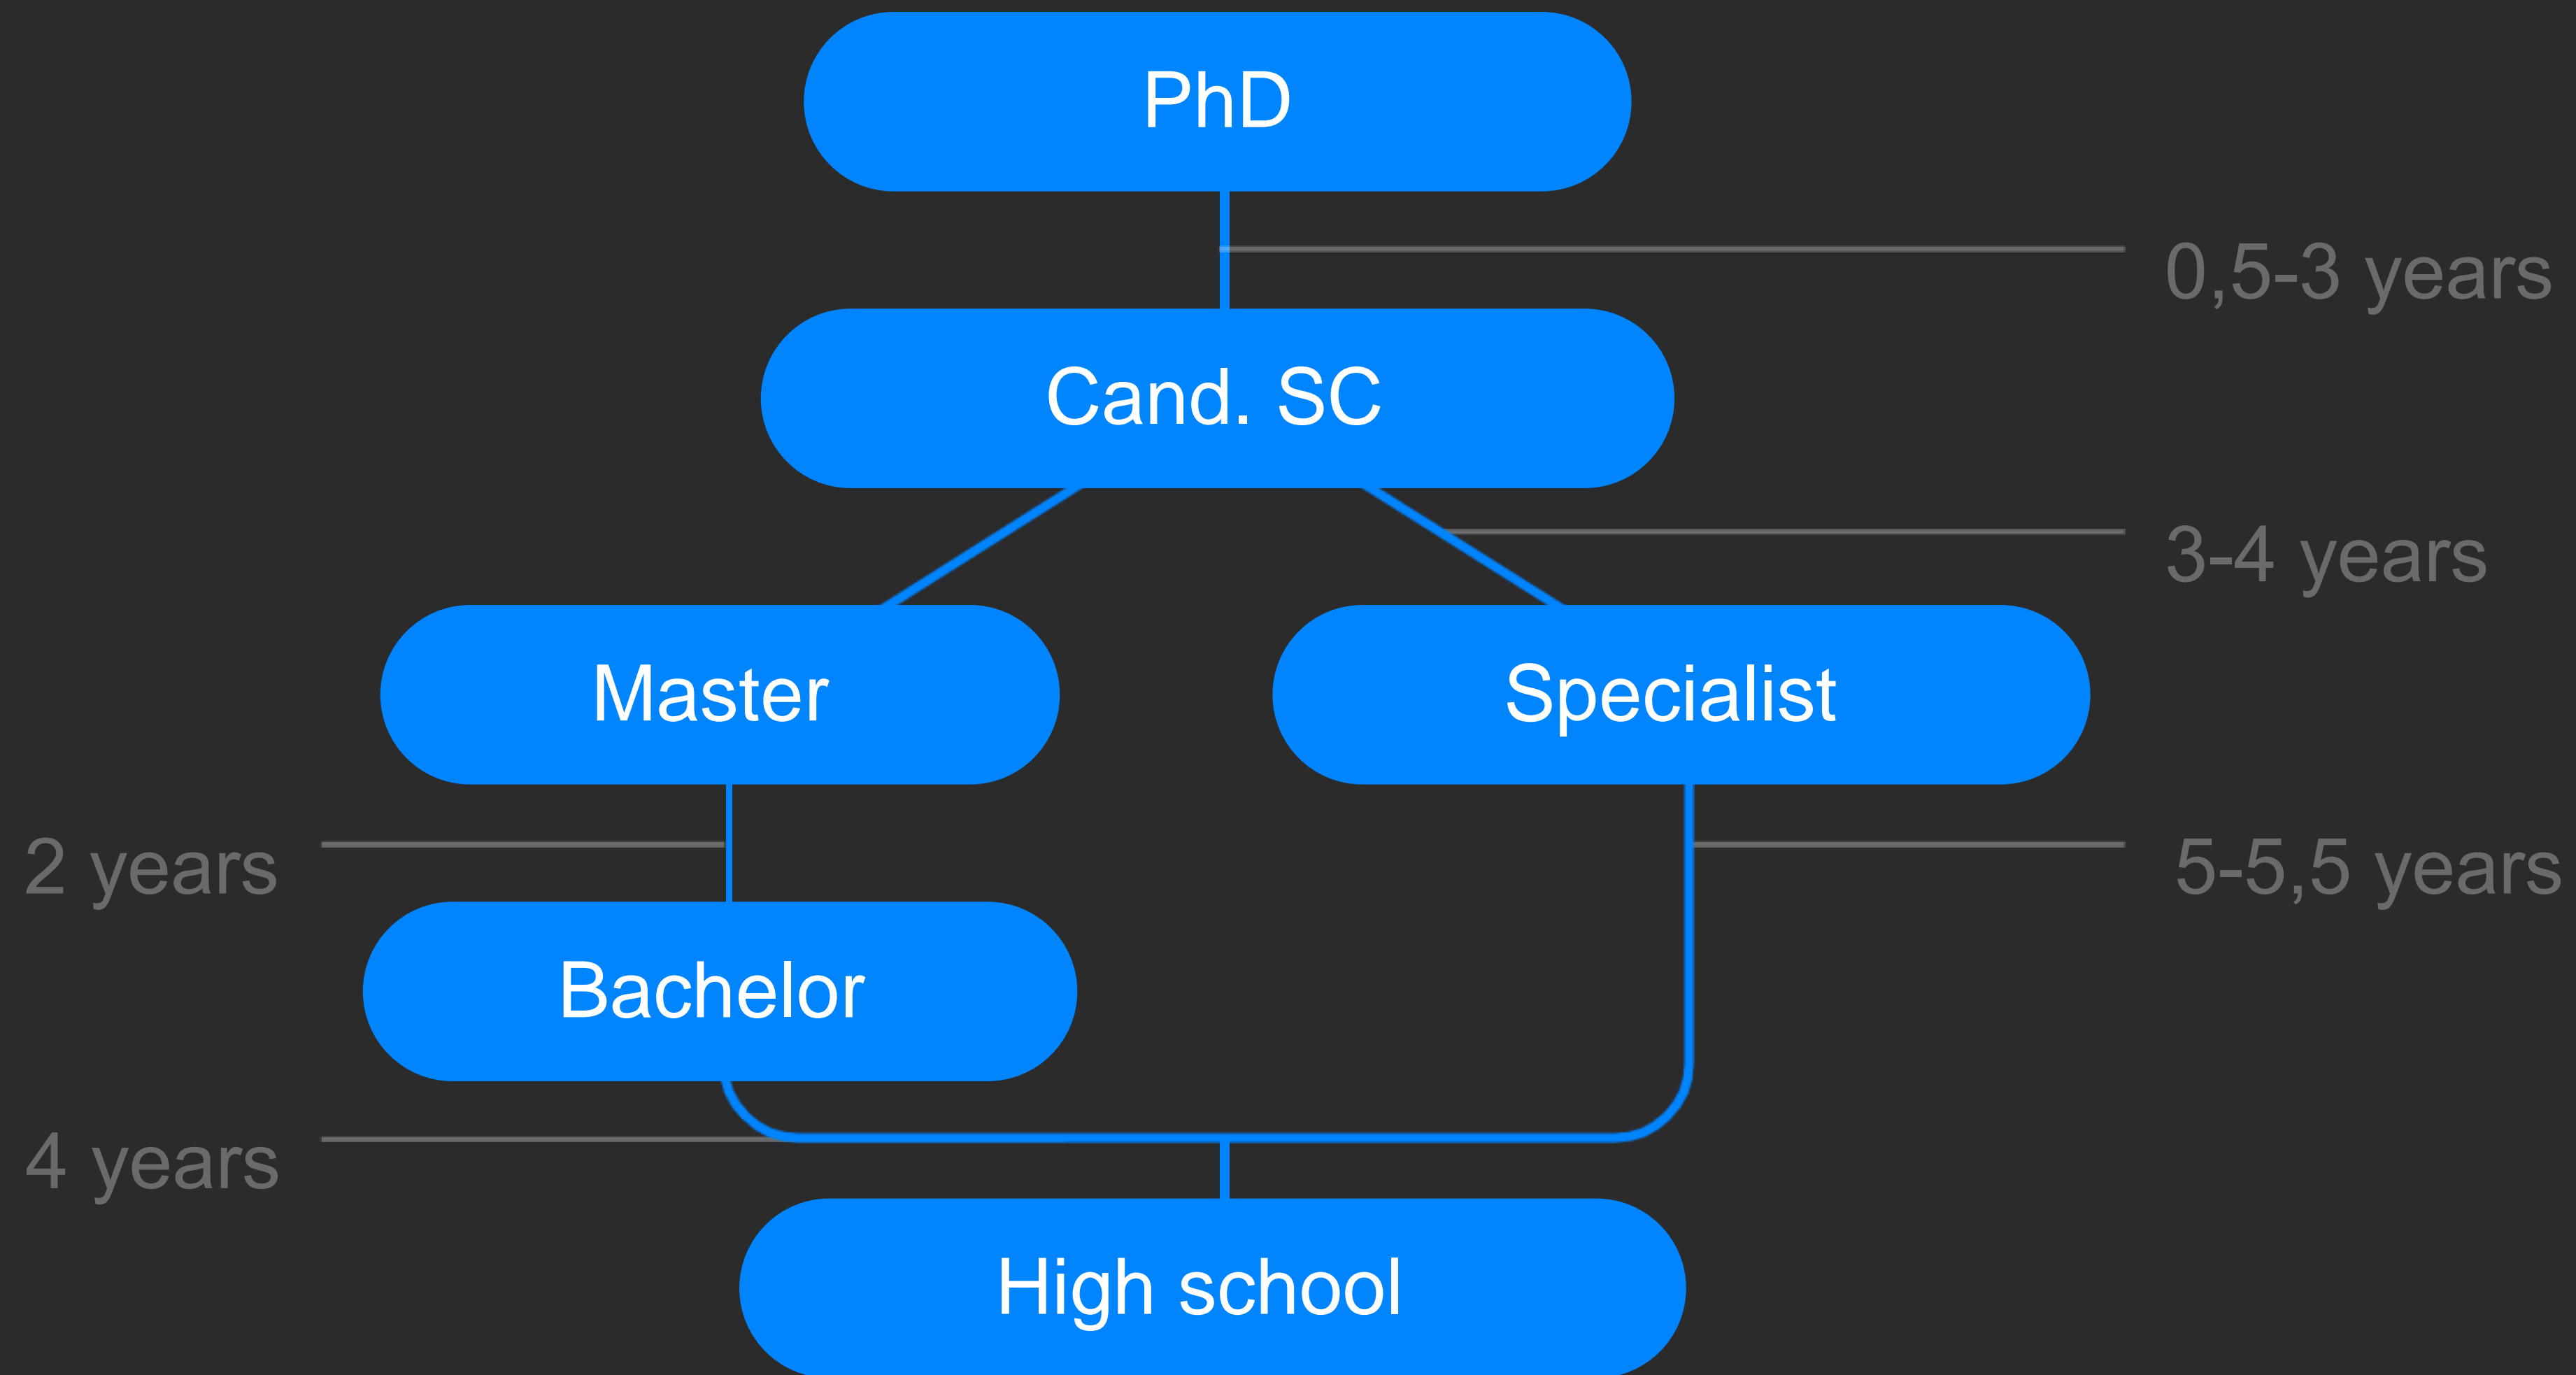 PhD
0,5-3 years
Cand. SC
3-4 years
Master
Specialist
2 years
5-5,5 years
Bachelor
4 years
High school